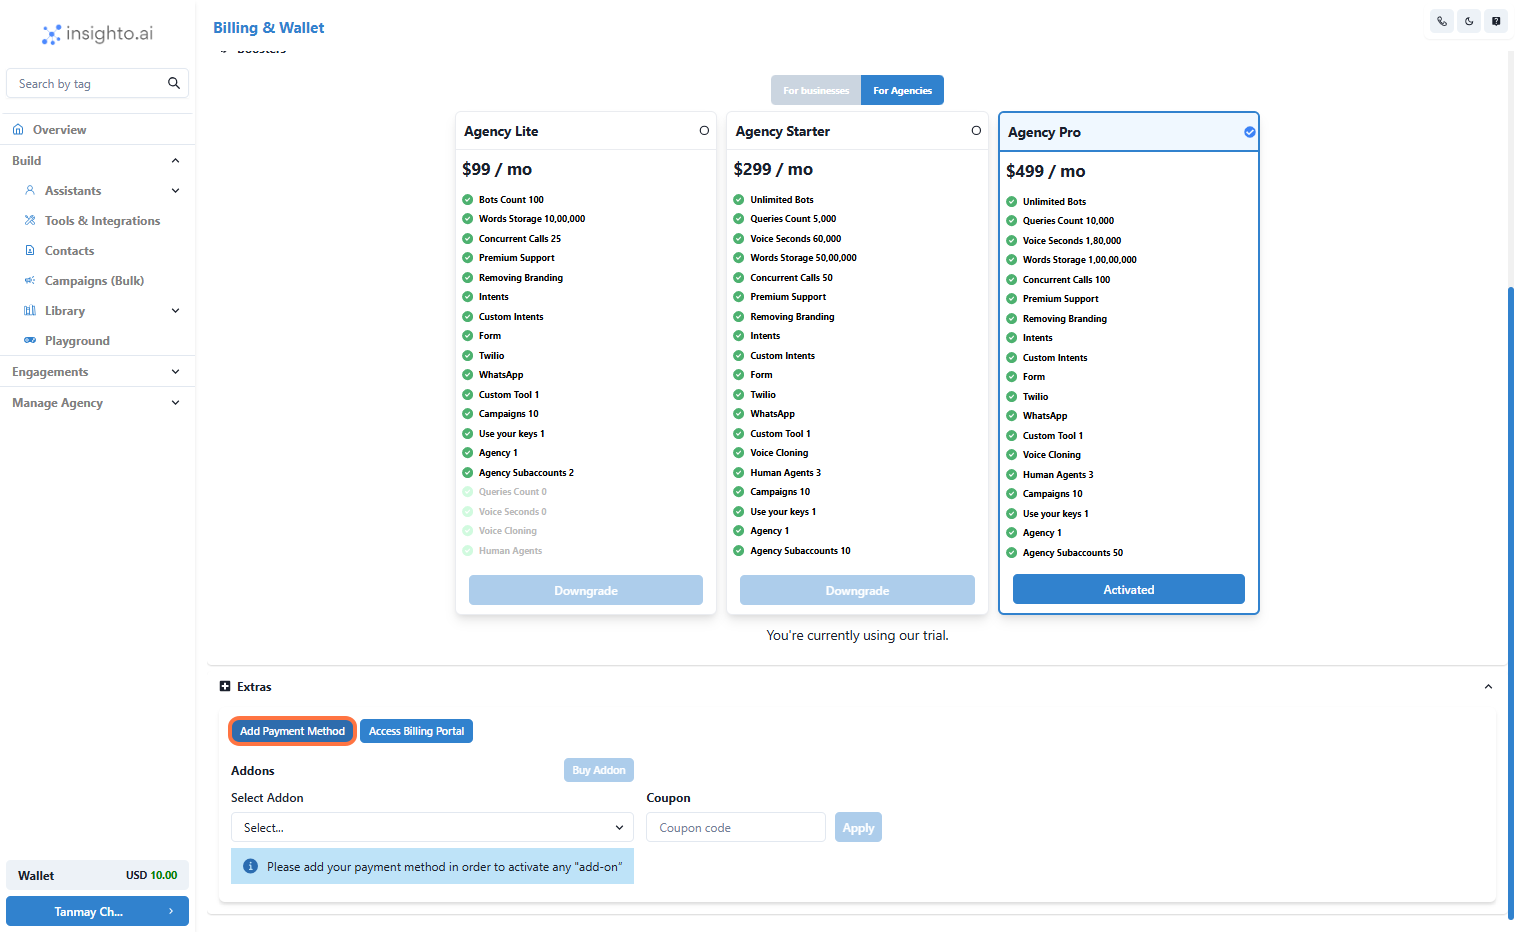 insighto.ai
Billing & Wallet
Search by tag
Overview
Build
Assistants
Tools & Integrations
Contacts
Campaigns (Bulk)
Library
Playground
Engagements
Manage Agency
Wallet
USD 10.00
Tanmay Ch...
Boosters
For businesses
For Agencies
Agency Lite
$99 / mo
Bots Count 100
Words Storage 10,00,000
Concurrent Calls 25
Premium Support
Removing Branding
Intents
Custom Intents
Form
Twilio
WhatsApp
Custom Tool 1
Campaigns 10
Use your keys 1
Agency 1
Agency Subaccounts 2
Queries Count 0
Voice Seconds 0
Voice Cloning
Human Agents
Downgrade
Agency Starter
$299 / mo
Unlimited Bots
Queries Count 5,000
Voice Seconds 60,000
Words Storage 50,00,000
Concurrent Calls 50
Premium Support
Removing Branding
Intents
Custom Intents
Form
Twilio
WhatsApp
Custom Tool 1
Voice Cloning
Human Agents 3
Campaigns 10
Use your keys 1
Agency 1
Agency Subaccounts 10
Downgrade
Agency Pro
$499 / mo
Unlimited Bots
Queries Count 10,000
Voice Seconds 1,80,000
Words Storage 1,00,00,000
Concurrent Calls 100
Premium Support
Removing Branding
Intents
Custom Intents
Form
Twilio
WhatsApp
Custom Tool 1
Voice Cloning
Human Agents 3
Campaigns 10
Use your keys 1
Agency 1
Agency Subaccounts 50
Activated
You're currently using our trial.
Extras
Add Payment Method
Access Billing Portal
Addons
Buy Addon
Select Addon
Coupon
Select...
Coupon code
Apply
Please add your payment method in order to activate any "add-on"